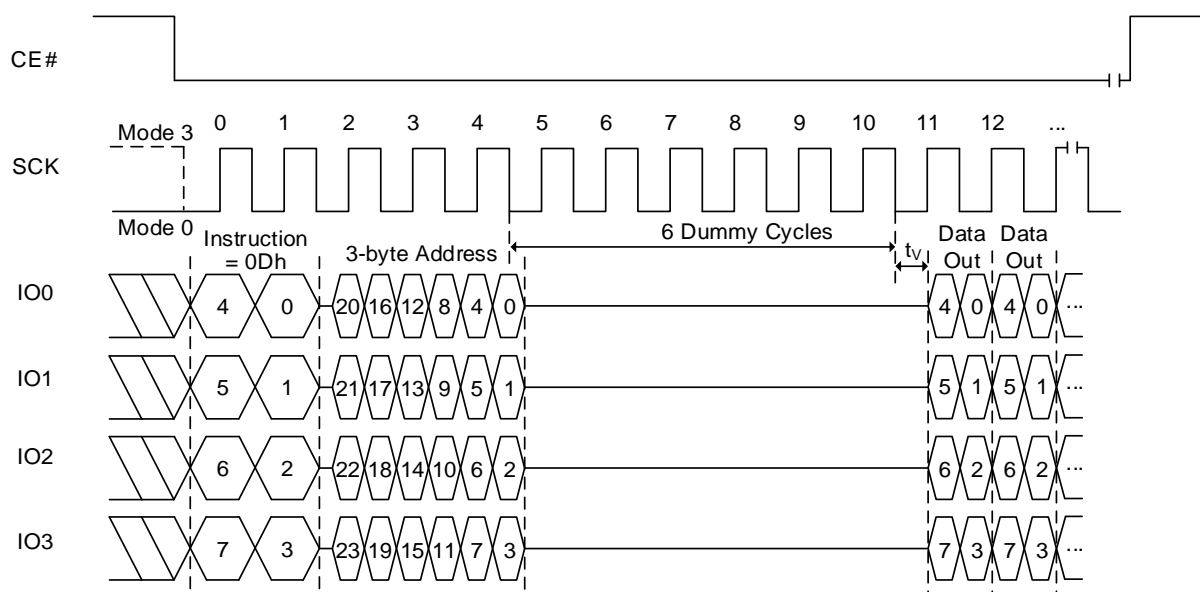 CE#
0 1 2 3 4 5 6 7 8 9 10 11 12 ...
Mode 3
SCK
Mode 0
Instruction
= 0Dh
3-byte Address
6 Dummy Cycles
tV
Data
Out
Data
Out
IO0 4 0 20 16 12 8 4 0 4 0 4 0 ...
IO1 5 1 21 17 13 9 5 1 5 1 5 1 ...
IO2 6 2 22 18 14 10 6 2 6 2 6 2 ...
IO3 7 3 23 19 15 11 7 3 7 3 7 3 ...